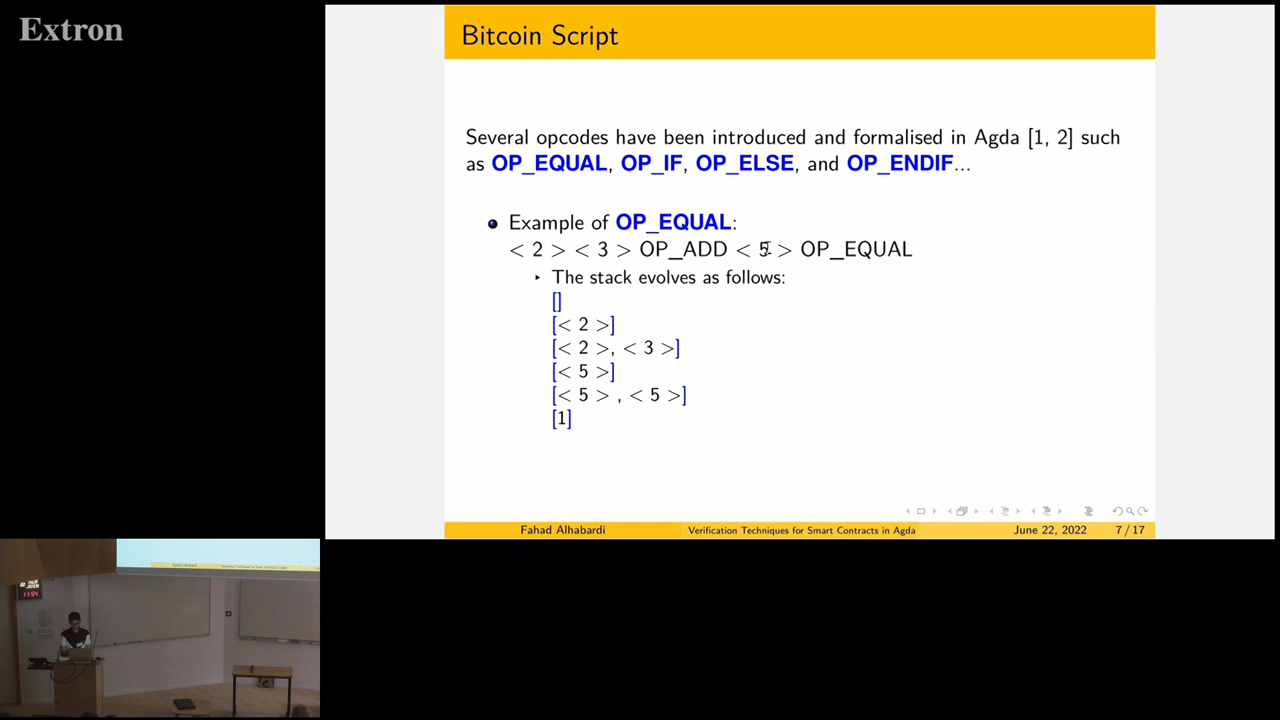 Extron
Bitcoin Script
Several opcodes have been introduced and formalised in Agda [1, 2] such
as OP_EQUAL, OP_IF, OP_ELSE, and OP_ENDIF...
Example of OP_EQUAL:
< 2 > < 3 > OP_ADD < 5 > OP_EQUAL
The stack evolves as follows:
[]
[< 2 >]
[< 2 >, < 3 >]
[< 5 >]
[< 5 > , < 5 >]
[1]
Fahad Alhabardi Verification Techniques for Smart Contracts in Agda June 22, 2022 7 / 17
11:54